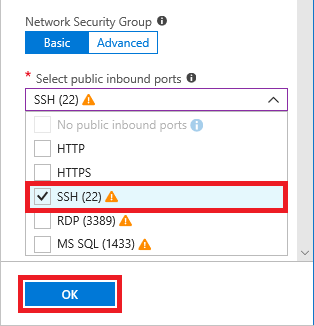 Network Security Group
Basic Advanced
* Select public inbound ports
SSH (22)
No public inbound ports
HTTP
HTTPS
SSH (22)
RDP (3389)
MS SQL (1433)
OK